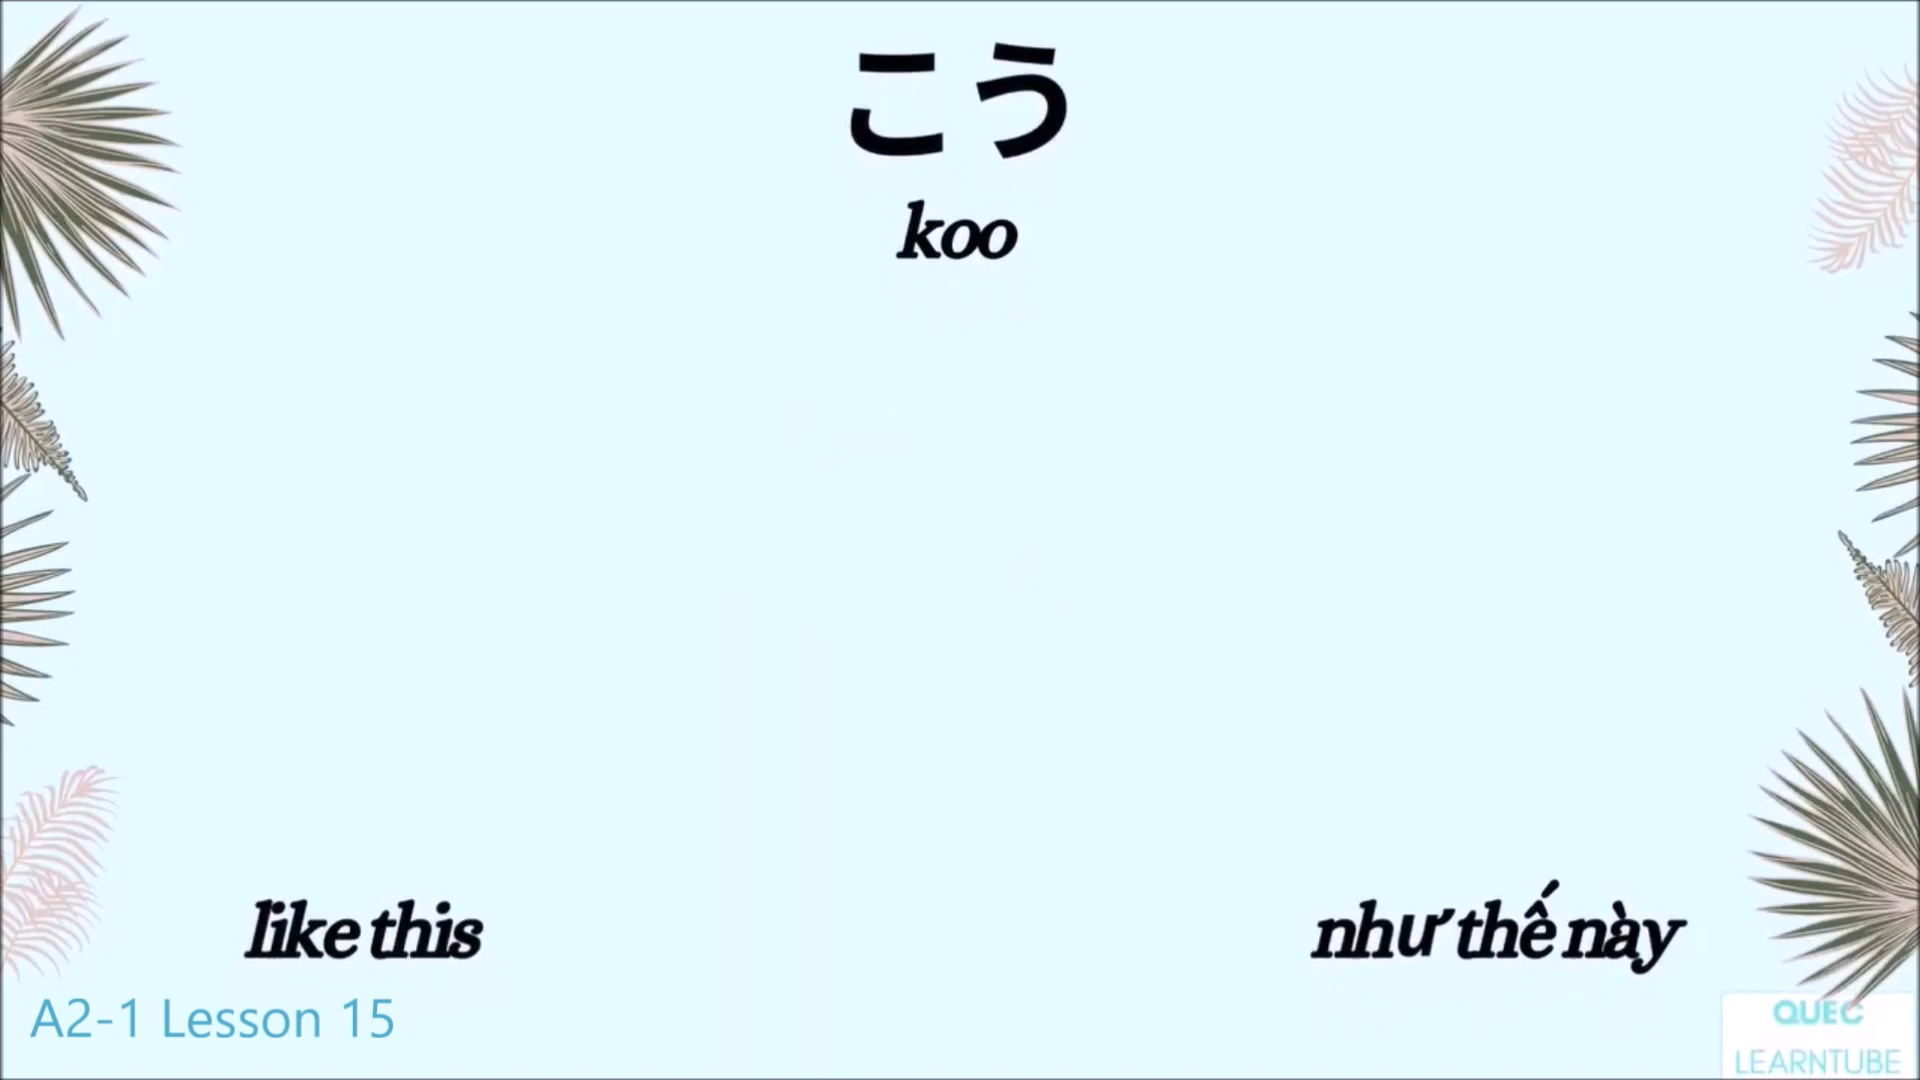 こう
koo
like this
như thế này
A2-1 Lesson 15
QUEC
LEARNTUBE